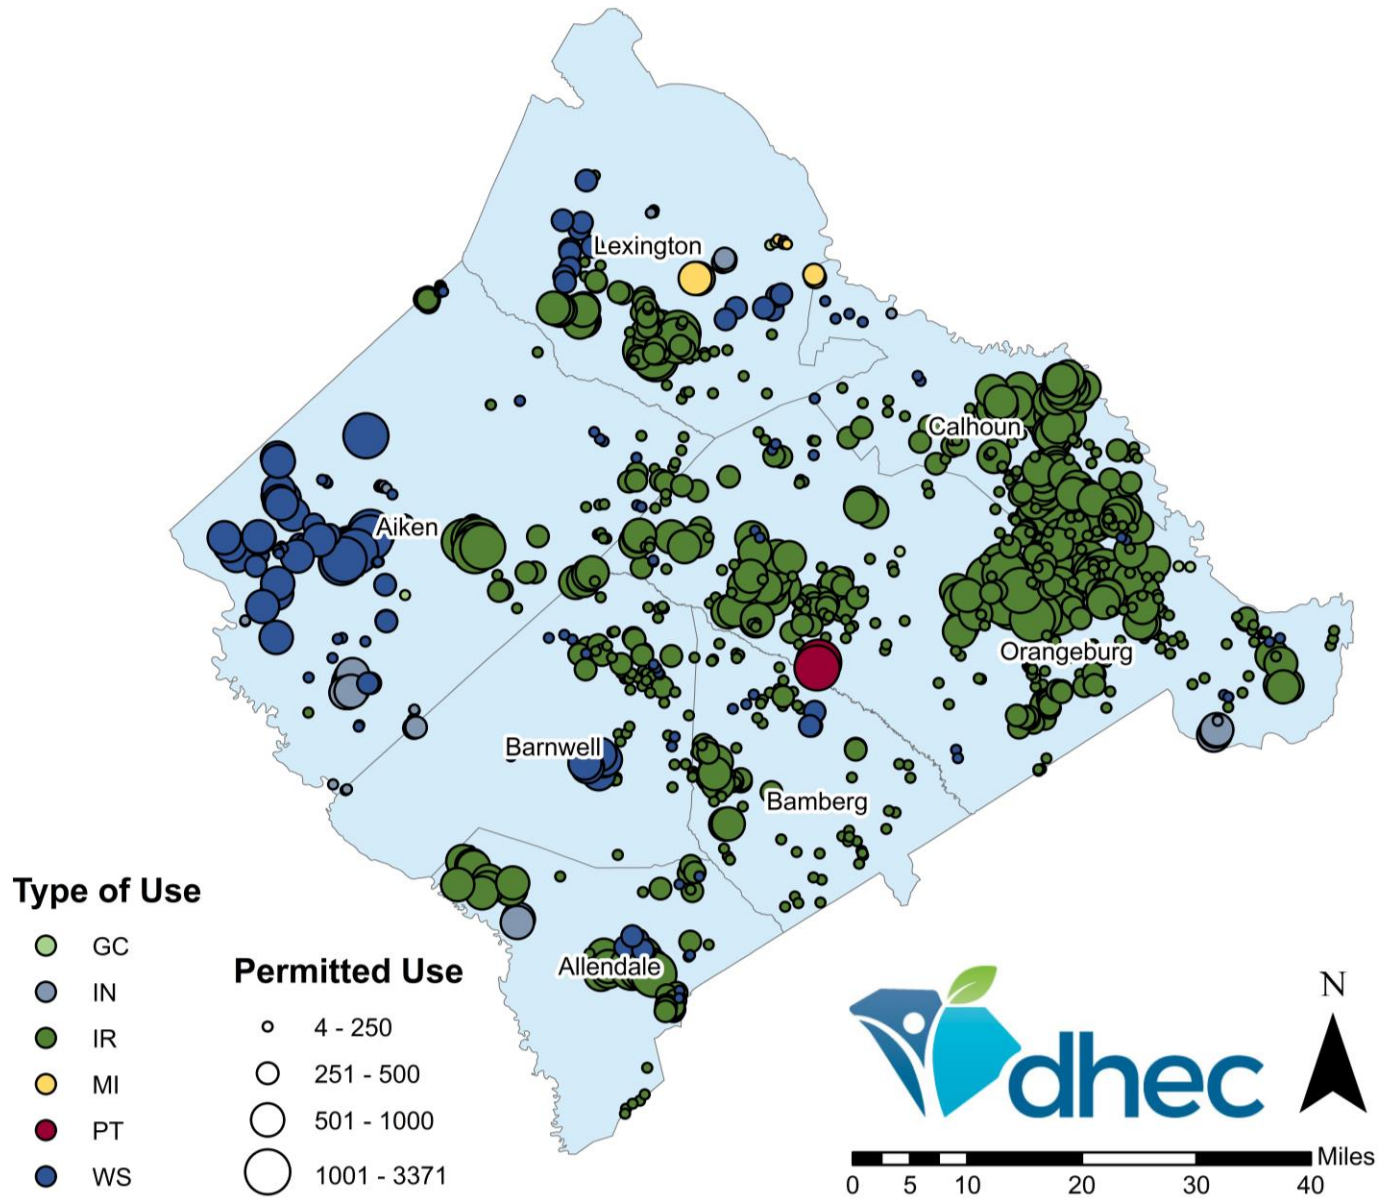 Lexington
Calhoun
Aiken
Orangeburg
Barnwell
Bamberg
Allendale
Type of Use
GC
IN
IR
MI
PT
WS
Permitted Use
4 - 250
251 - 500
501 - 1000
1001 - 3371
dhec
N
Miles
0 5 10 20 30 40